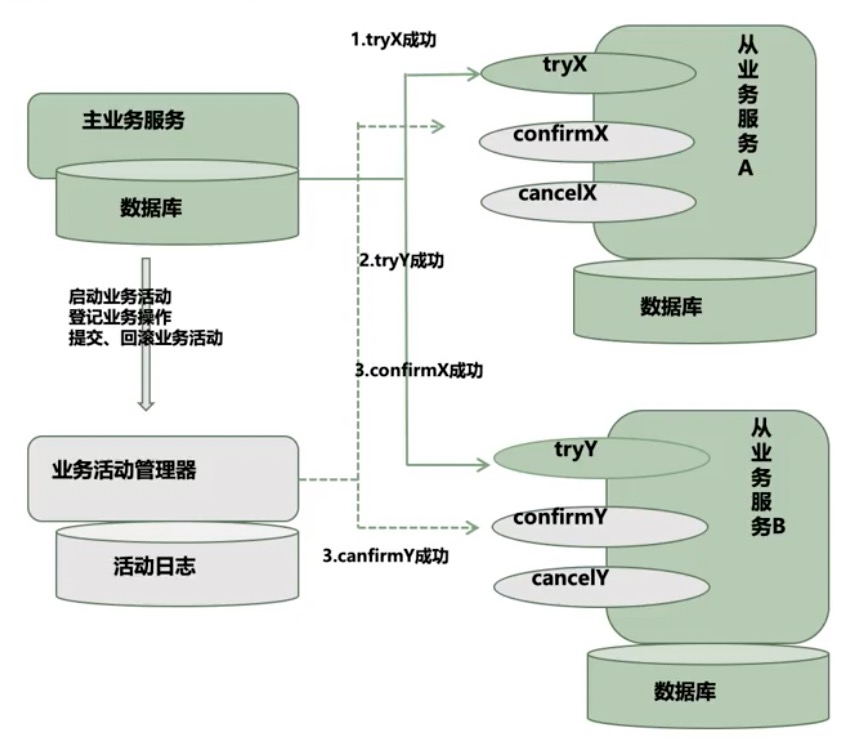 1.tryX成功
主业务服务
数据库
启动业务活动
登记业务操作
提交、回滚业务活动
业务活动管理器
活动日志
2.tryY成功
3.confirmX成功
3.canfirmY成功
tryX
confirmX
cancelX
从业务服务A
数据库
tryY
confirmY
cancelY
从业务服务B
数据库